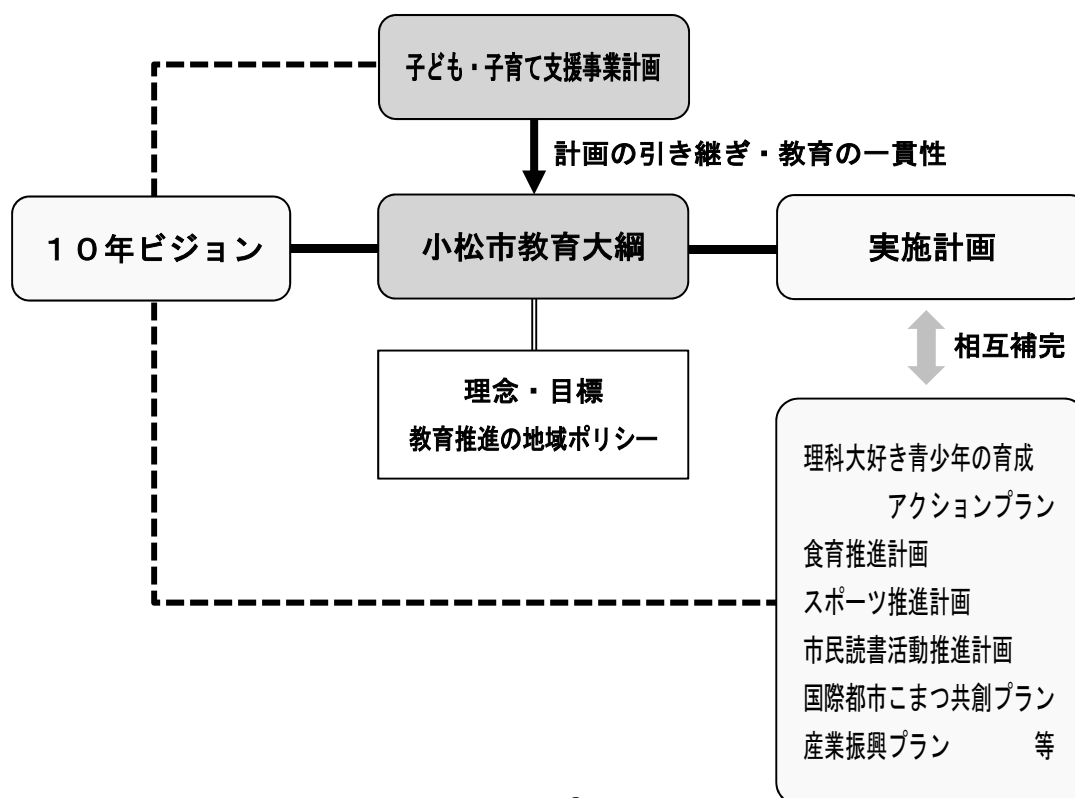 子ども・子育て支援事業計画
計画の引き継ぎ・教育の一貫性
１０年ビジョン
小松市教育大綱
実施計画
相互補完
理念・目標
教育推進の地域ポリシー
理科大好き青少年の育成
アクションプラン
食育推進計画
スポーツ推進計画
市民読書活動推進計画
国際都市こまつ共創プラン
産業振興プラン　　　等